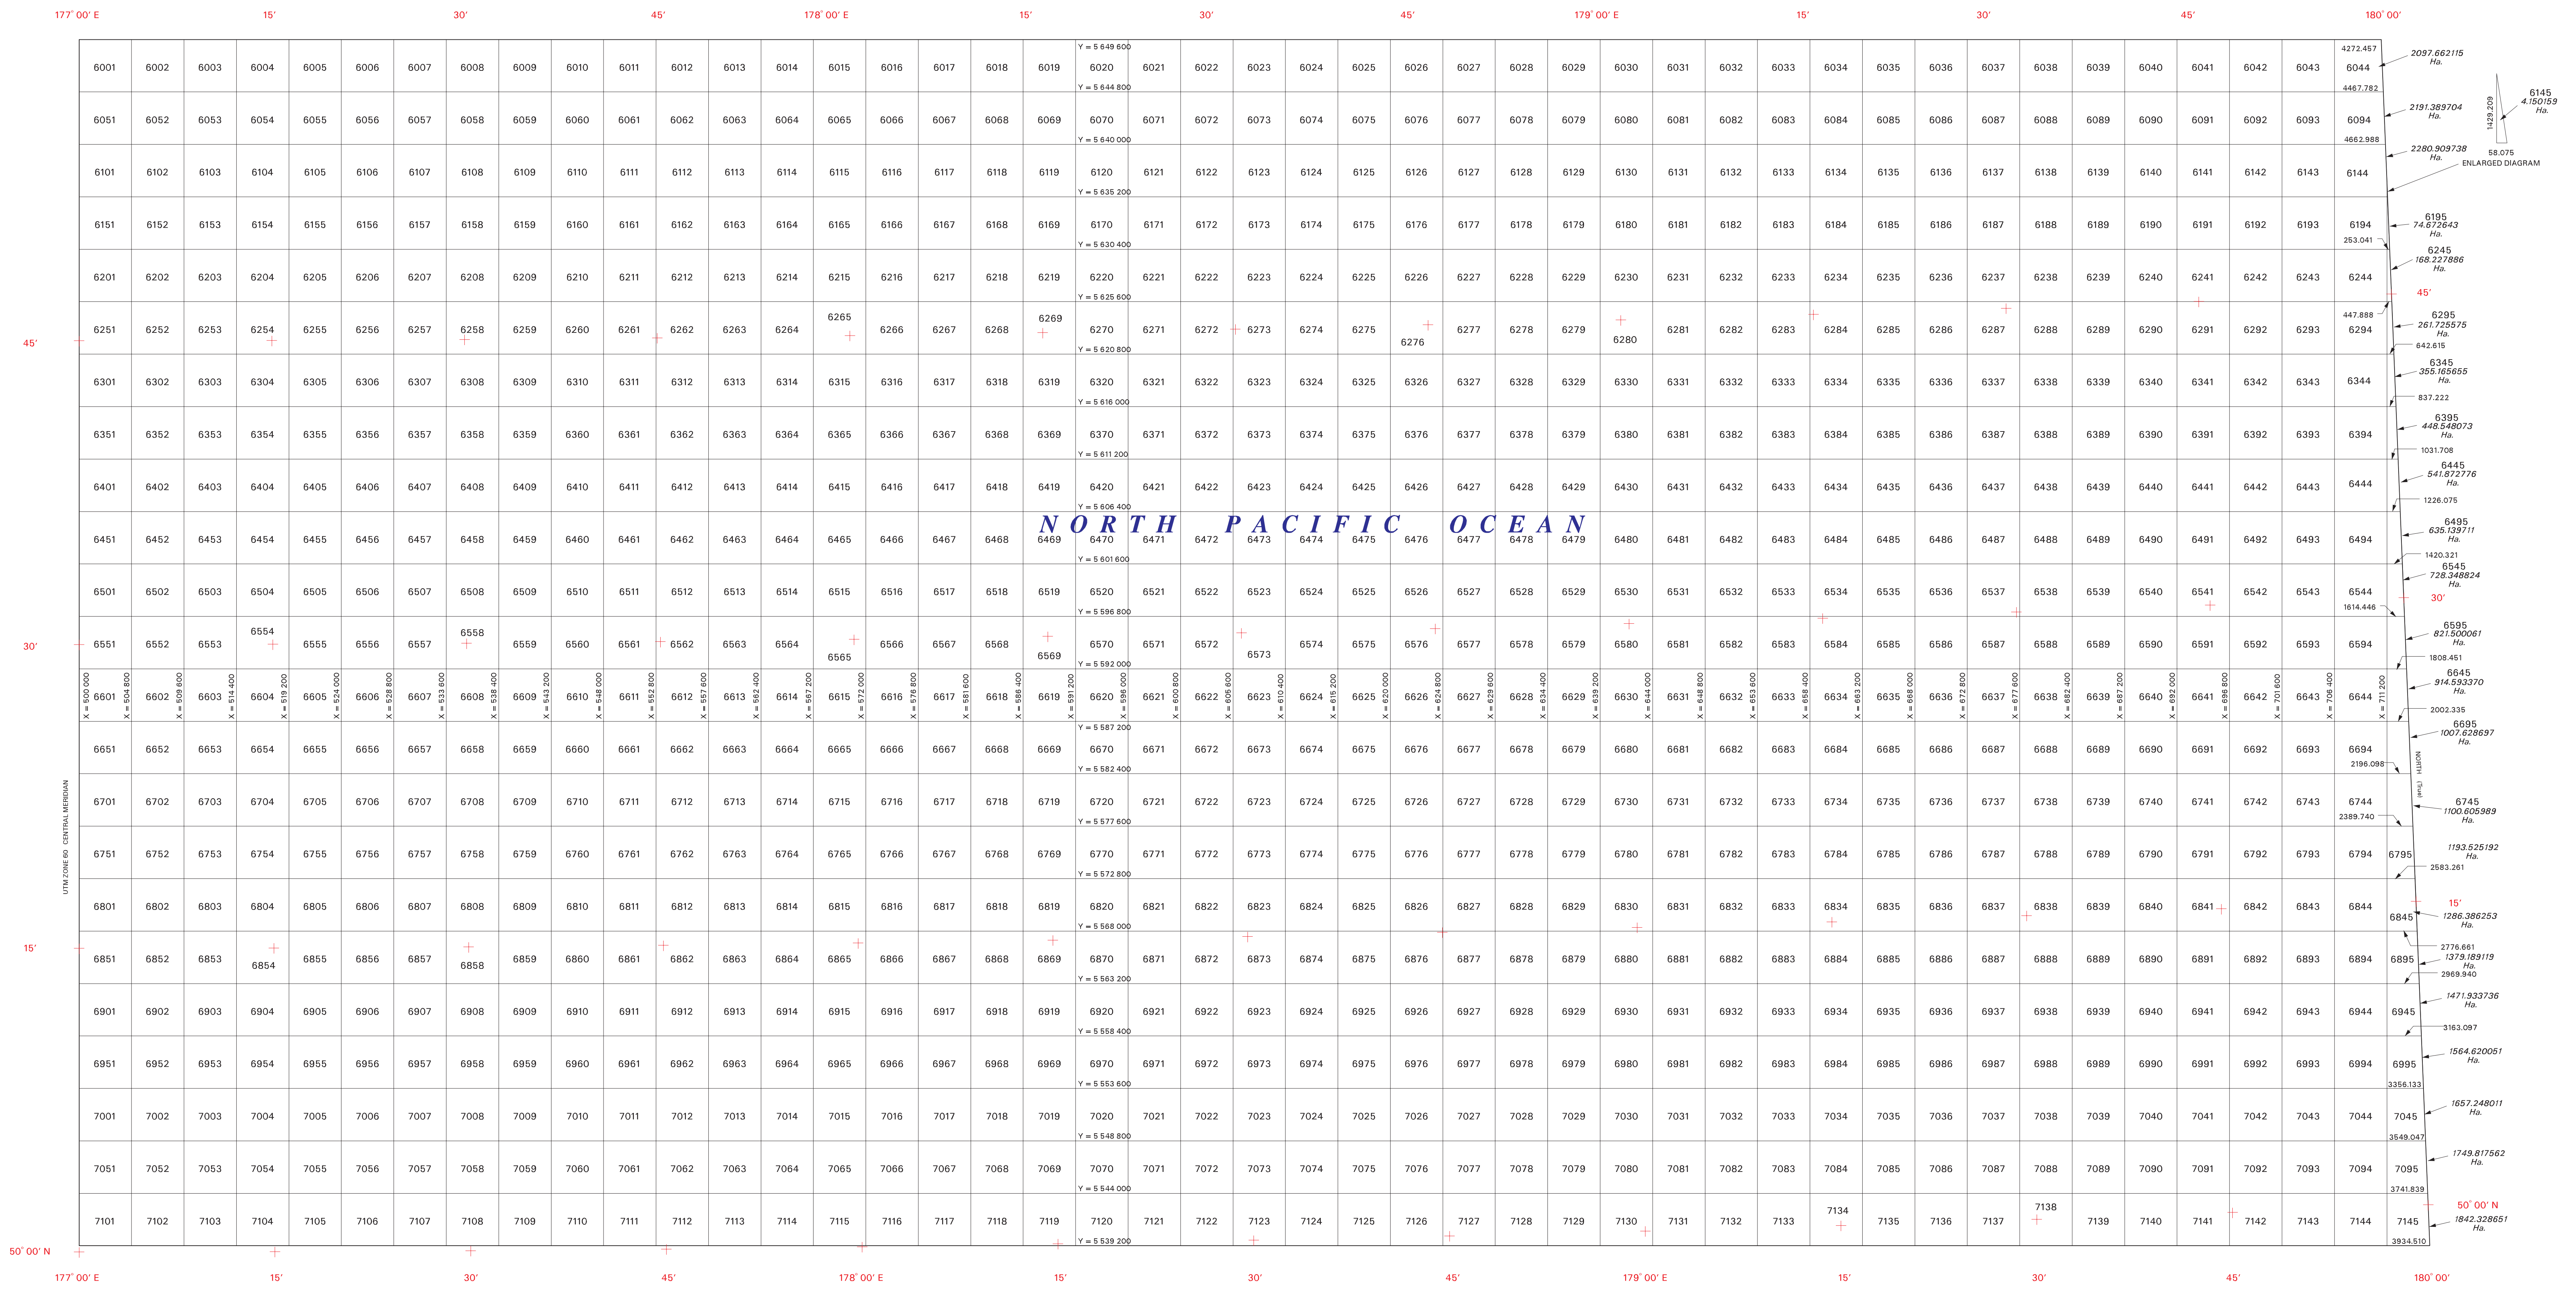 177° 00' E 15' 30' 45' 178° 00' E 15' 30' 45' 179° 00' E 15' 30' 45' 180° 00'
Y = 5 649 600 4272.457
6001 6002 6003 6004 6005 6006 6007 6008 6009 6010 6011 6012 6013 6014 6015 6016 6017 6018 6019 6020 6021 6022 6023 6024 6025 6026 6027 6028 6029 6030 6031 6032 6033 6034 6035 6036 6037 6038 6039 6040 6041 6042 6043 6044 2097.662115 Ha.
Y = 5 644 800 4467.782
6051 6052 6053 6054 6055 6056 6057 6058 6059 6060 6061 6062 6063 6064 6065 6066 6067 6068 6069 6070 6071 6072 6073 6074 6075 6076 6077 6078 6079 6080 6081 6082 6083 6084 6085 6086 6087 6088 6089 6090 6091 6092 6093 6094 2191.389704 Ha.
1429.209 6145 4.150159 Ha.
58.075
ENLARGED DIAGRAM
Y = 5 640 000 4662.988
6101 6102 6103 6104 6105 6106 6107 6108 6109 6110 6111 6112 6113 6114 6115 6116 6117 6118 6119 6120 6121 6122 6123 6124 6125 6126 6127 6128 6129 6130 6131 6132 6133 6134 6135 6136 6137 6138 6139 6140 6141 6142 6143 6144 2280.909738 Ha.
Y = 5 635 200
6151 6152 6153 6154 6155 6156 6157 6158 6159 6160 6161 6162 6163 6164 6165 6166 6167 6168 6169 6170 6171 6172 6173 6174 6175 6176 6177 6178 6179 6180 6181 6182 6183 6184 6185 6186 6187 6188 6189 6190 6191 6192 6193 6194 6195 74.672643 Ha.
Y = 5 630 400 253.041
6201 6202 6203 6204 6205 6206 6207 6208 6209 6210 6211 6212 6213 6214 6215 6216 6217 6218 6219 6220 6221 6222 6223 6224 6225 6226 6227 6228 6229 6230 6231 6232 6233 6234 6235 6236 6237 6238 6239 6240 6241 6242 6243 6244 6245 168.227886 Ha.
Y = 5 625 600 45'
447.888
45' 6251 6252 6253 6254 6255 6256 6257 6258 6259 6260 6261 6262 6263 6264 6265 6266 6267 6268 6269 6270 6271 6272 6273 6274 6275 6276 6277 6278 6279 6280 6281 6282 6283 6284 6285 6286 6287 6288 6289 6290 6291 6292 6293 6294 6295 261.725575 Ha.
Y = 5 620 800 642.615
6301 6302 6303 6304 6305 6306 6307 6308 6309 6310 6311 6312 6313 6314 6315 6316 6317 6318 6319 6320 6321 6322 6323 6324 6325 6326 6327 6328 6329 6330 6331 6332 6333 6334 6335 6336 6337 6338 6339 6340 6341 6342 6343 6344 6345 355.165655 Ha.
Y = 5 616 000 837.222
6351 6352 6353 6354 6355 6356 6357 6358 6359 6360 6361 6362 6363 6364 6365 6366 6367 6368 6369 6370 6371 6372 6373 6374 6375 6376 6377 6378 6379 6380 6381 6382 6383 6384 6385 6386 6387 6388 6389 6390 6391 6392 6393 6394 6395 448.548073 Ha.
Y = 5 611 200 1031.708
6401 6402 6403 6404 6405 6406 6407 6408 6409 6410 6411 6412 6413 6414 6415 6416 6417 6418 6419 6420 6421 6422 6423 6424 6425 6426 6427 6428 6429 6430 6431 6432 6433 6434 6435 6436 6437 6438 6439 6440 6441 6442 6443 6444 6445 541.872776 Ha.
Y = 5 606 400 1226.075
NORTH PACIFIC OCEAN
6451 6452 6453 6454 6455 6456 6457 6458 6459 6460 6461 6462 6463 6464 6465 6466 6467 6468 6469 6470 6471 6472 6473 6474 6475 6476 6477 6478 6479 6480 6481 6482 6483 6484 6485 6486 6487 6488 6489 6490 6491 6492 6493 6494 6495 635.139711 Ha.
Y = 5 601 600 1420.321
6501 6502 6503 6504 6505 6506 6507 6508 6509 6510 6511 6512 6513 6514 6515 6516 6517 6518 6519 6520 6521 6522 6523 6524 6525 6526 6527 6528 6529 6530 6531 6532 6533 6534 6535 6536 6537 6538 6539 6540 6541 6542 6543 6544 6545 728.348824 Ha.
Y = 5 596 800 1614.446 30'
30' 6551 6552 6553 6554 6555 6556 6557 6558 6559 6560 6561 6562 6563 6564 6565 6566 6567 6568 6569 6570 6571 6572 6573 6574 6575 6576 6577 6578 6579 6580 6581 6582 6583 6584 6585 6586 6587 6588 6589 6590 6591 6592 6593 6594 6595 821.500061 Ha.
Y = 5 592 000 1808.451
X = 500 000 X = 504 800 X = 509 600 X = 514 400 X = 519 200 X = 524 000 X = 528 800 X = 533 600 X = 538 400 X = 543 200 X = 548 000 X = 552 800 X = 557 600 X = 562 400 X = 567 200 X = 572 000 X = 576 800 X = 581 600 X = 586 400 X = 591 200 X = 596 000 X = 600 800 X = 605 600 X = 610 400 X = 615 200 X = 620 000 X = 624 800 X = 629 600 X = 634 400 X = 639 200 X = 644 000 X = 648 800 X = 653 600 X = 658 400 X = 663 200 X = 668 000 X = 672 800 X = 677 600 X = 682 400 X = 687 200 X = 692 000 X = 696 800 X = 701 600 X = 706 400 X = 711 200
6601 6602 6603 6604 6605 6606 6607 6608 6609 6610 6611 6612 6613 6614 6615 6616 6617 6618 6619 6620 6621 6622 6623 6624 6625 6626 6627 6628 6629 6630 6631 6632 6633 6634 6635 6636 6637 6638 6639 6640 6641 6642 6643 6644 6645 914.593370 Ha.
Y = 5 587 200 2002.335
6651 6652 6653 6654 6655 6656 6657 6658 6659 6660 6661 6662 6663 6664 6665 6666 6667 6668 6669 6670 6671 6672 6673 6674 6675 6676 6677 6678 6679 6680 6681 6682 6683 6684 6685 6686 6687 6688 6689 6690 6691 6692 6693 6694 6695 1007.628697 Ha.
Y = 5 582 400 2196.098
NORTH (True)
6701 6702 6703 6704 6705 6706 6707 6708 6709 6710 6711 6712 6713 6714 6715 6716 6717 6718 6719 6720 6721 6722 6723 6724 6725 6726 6727 6728 6729 6730 6731 6732 6733 6734 6735 6736 6737 6738 6739 6740 6741 6742 6743 6744 6745 1100.605989 Ha.
Y = 5 577 600 2389.740
UTM ZONE 60 CENTRAL MERIDIAN
6751 6752 6753 6754 6755 6756 6757 6758 6759 6760 6761 6762 6763 6764 6765 6766 6767 6768 6769 6770 6771 6772 6773 6774 6775 6776 6777 6778 6779 6780 6781 6782 6783 6784 6785 6786 6787 6788 6789 6790 6791 6792 6793 6794 6795 1193.525192 Ha.
Y = 5 572 800 2583.261
6801 6802 6803 6804 6805 6806 6807 6808 6809 6810 6811 6812 6813 6814 6815 6816 6817 6818 6819 6820 6821 6822 6823 6824 6825 6826 6827 6828 6829 6830 6831 6832 6833 6834 6835 6836 6837 6838 6839 6840 6841 6842 6843 6844 6845 15' 1286.386253 Ha.
Y = 5 568 000 2776.661
15' 6851 6852 6853 6854 6855 6856 6857 6858 6859 6860 6861 6862 6863 6864 6865 6866 6867 6868 6869 6870 6871 6872 6873 6874 6875 6876 6877 6878 6879 6880 6881 6882 6883 6884 6885 6886 6887 6888 6889 6890 6891 6892 6893 6894 6895 1379.189119 Ha.
Y = 5 563 200 2969.940
6901 6902 6903 6904 6905 6906 6907 6908 6909 6910 6911 6912 6913 6914 6915 6916 6917 6918 6919 6920 6921 6922 6923 6924 6925 6926 6927 6928 6929 6930 6931 6932 6933 6934 6935 6936 6937 6938 6939 6940 6941 6942 6943 6944 6945 1471.933736 Ha.
Y = 5 558 400 3163.097
6951 6952 6953 6954 6955 6956 6957 6958 6959 6960 6961 6962 6963 6964 6965 6966 6967 6968 6969 6970 6971 6972 6973 6974 6975 6976 6977 6978 6979 6980 6981 6982 6983 6984 6985 6986 6987 6988 6989 6990 6991 6992 6993 6994 6995 1564.620051 Ha.
Y = 5 553 600 3356.133
7001 7002 7003 7004 7005 7006 7007 7008 7009 7010 7011 7012 7013 7014 7015 7016 7017 7018 7019 7020 7021 7022 7023 7024 7025 7026 7027 7028 7029 7030 7031 7032 7033 7034 7035 7036 7037 7038 7039 7040 7041 7042 7043 7044 7045 1657.248011 Ha.
Y = 5 548 800 3549.047
7051 7052 7053 7054 7055 7056 7057 7058 7059 7060 7061 7062 7063 7064 7065 7066 7067 7068 7069 7070 7071 7072 7073 7074 7075 7076 7077 7078 7079 7080 7081 7082 7083 7084 7085 7086 7087 7088 7089 7090 7091 7092 7093 7094 7095 1749.817562 Ha.
Y = 5 544 000 3741.839
50° 00' N
7101 7102 7103 7104 7105 7106 7107 7108 7109 7110 7111 7112 7113 7114 7115 7116 7117 7118 7119 7120 7121 7122 7123 7124 7125 7126 7127 7128 7129 7130 7131 7132 7133 7134 7135 7136 7137 7138 7139 7140 7141 7142 7143 7144 7145 1842.328651 Ha.
50° 00' N Y = 5 539 200 3934.510
177° 00' E 15' 30' 45' 178° 00' E 15' 30' 45' 179° 00' E 15' 30' 45' 180° 00'